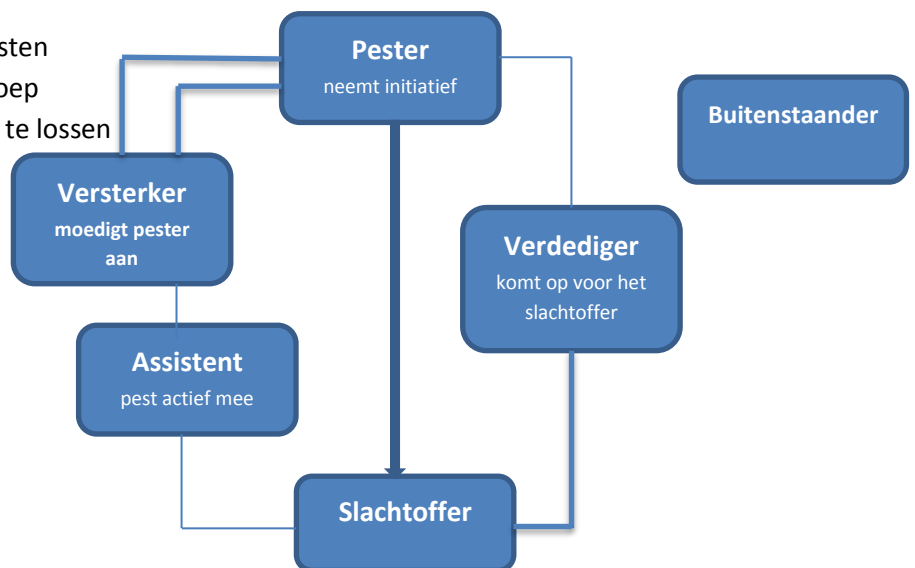 sten
oep
te lossen
Pester
neemt initiatief
Buitenstaander
Versterker
moedigt pester
aan
Verdediger
komt op voor het
slachtoffer
Assistent
pest actief mee
Slachtoffer